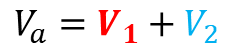 Vₐ = V₁ + V₂